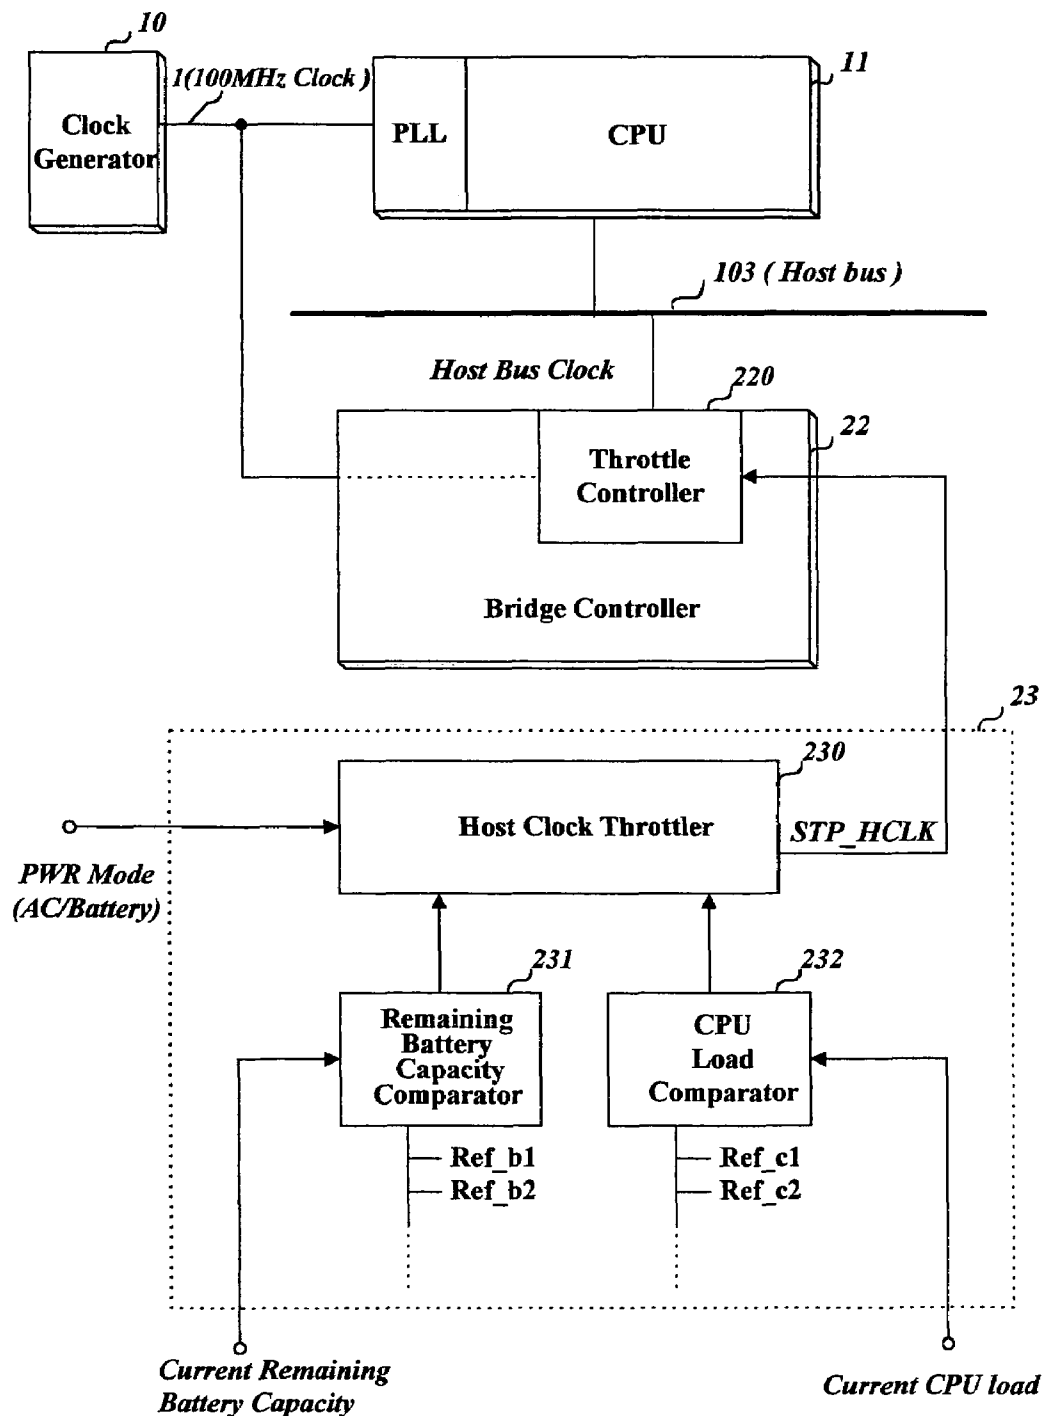 10
1(100MHz Clock)
11
Clock
Generator
PLL
CPU
103 ( Host bus )
Host Bus Clock
220
22
Throttle
Controller
Bridge Controller
23
230
Host Clock Throttler
STP_HCLK
PWR Mode
(AC/Battery)
231
232
Remaining
Battery
Capacity
Comparator
CPU
Load
Comparator
Ref_b1
Ref_b2
Ref_c1
Ref_c2
Current Remaining
Battery Capacity
Current CPU load